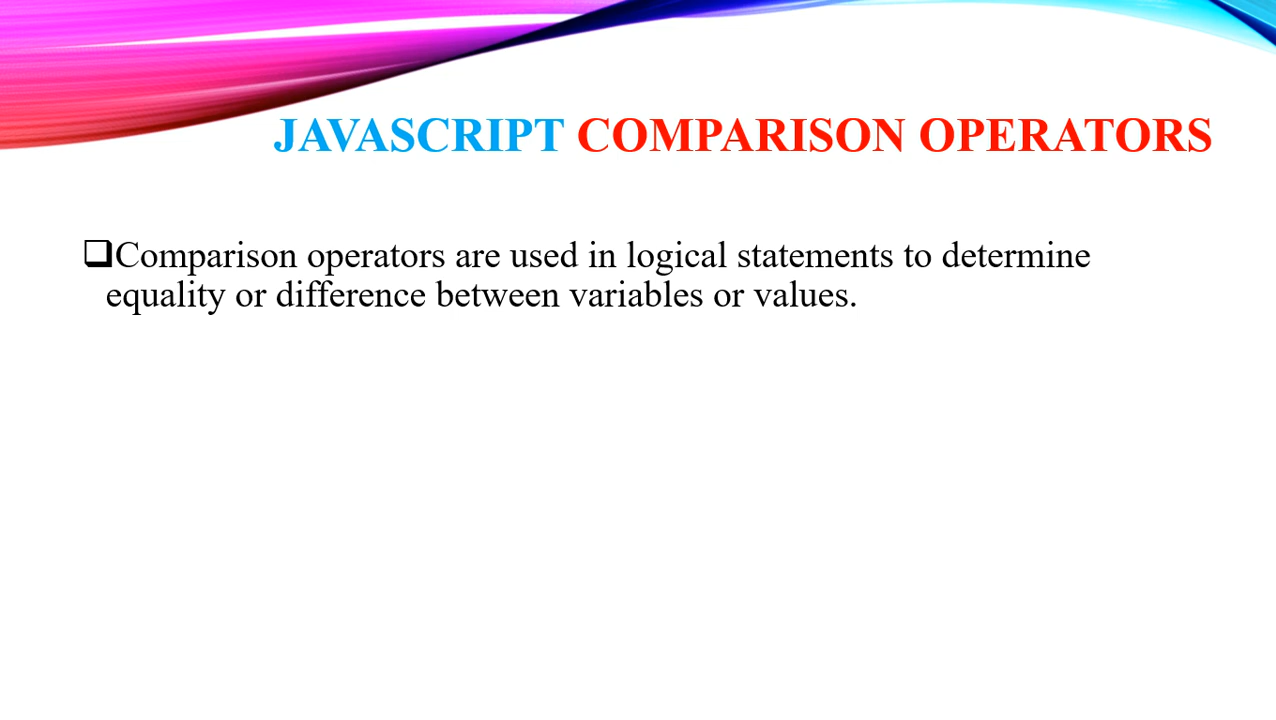 JAVASCRIPT COMPARISON OPERATORS
❑Comparison operators are used in logical statements to determine
equality or difference between variables or values.